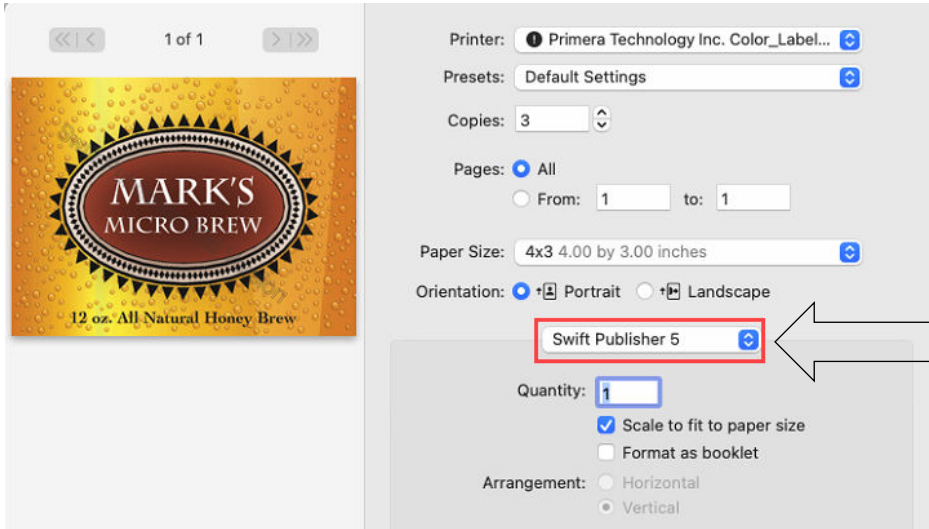 1 of 1
MARK'S
MICRO BREW
12 oz. All Natural Honey Brew
Printer: Primera Technology Inc. Color_Label...
Presets: Default Settings
Copies: 3
Pages: All
From: 1 to: 1
Paper Size: 4x3 4.00 by 3.00 inches
Orientation: Portrait Landscape
Swift Publisher 5
Quantity: 1
Scale to fit to paper size
Format as booklet
Arrangement: Horizontal
Vertical